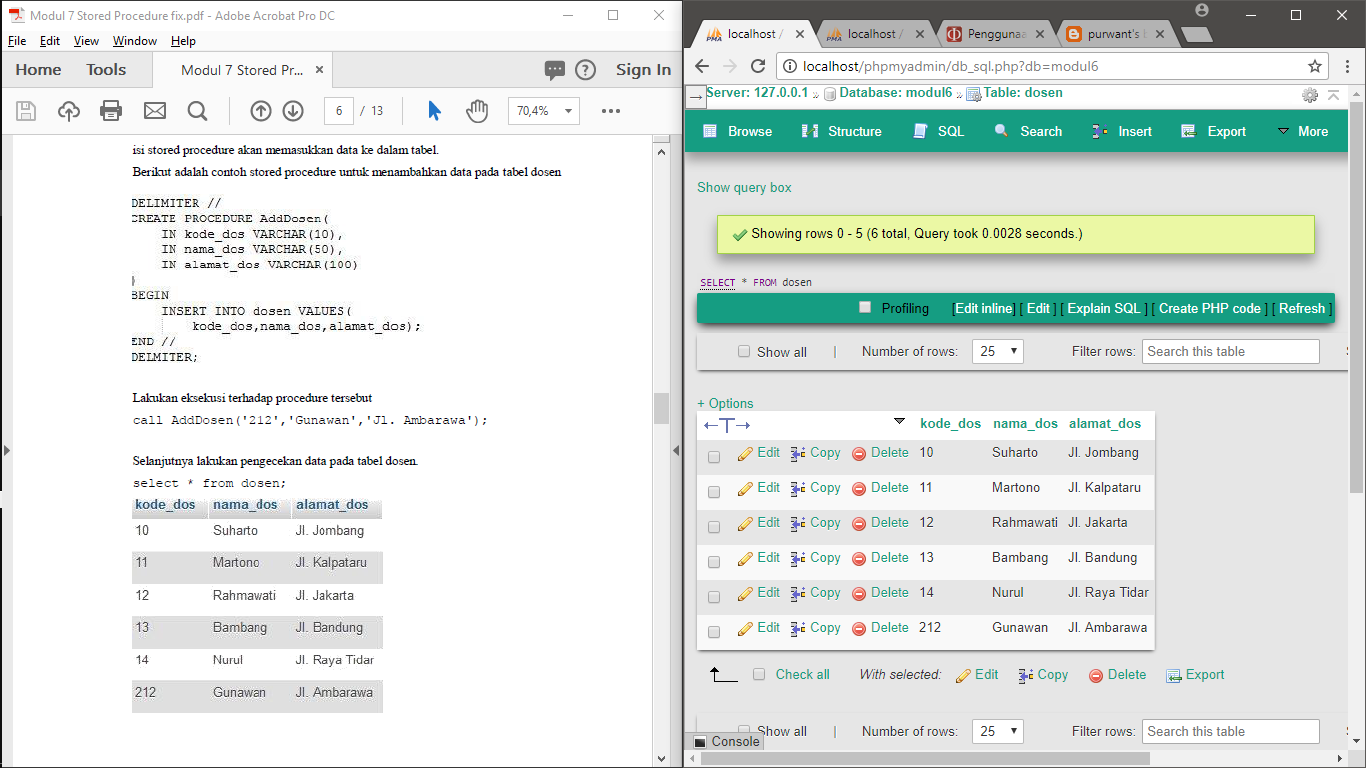 Modul 7 Stored Procedure fix.pdf - Adobe Acrobat Pro DC
File Edit View Window Help
Home Tools Modul 7 Stored Pr... × Sign In
6 / 13 70,4%
isi stored procedure akan memasukkan data ke dalam tabel.
Berikut adalah contoh stored procedure untuk menambahkan data pada tabel dosen
DELIMITER //
CREATE PROCEDURE AddDosen(
IN kode_dos VARCHAR(10),
IN nama_dos VARCHAR(50),
IN alamat_dos VARCHAR(100)
)
BEGIN
INSERT INTO dosen VALUES(
kode_dos,nama_dos,alamat_dos);
END //
DELMITER;
Lakukan eksekusi terhadap procedure tersebut
call AddDosen('212','Gunawan','Jl. Ambarawa');
Selanjutnya lakukan pengecekan data pada tabel dosen.
select * from dosen;
kode_dos nama_dos alamat_dos
10 Suharto Jl. Jombang
11 Martono Jl. Kalpataru
12 Rahmawati Jl. Jakarta
13 Bambang Jl. Bandung
14 Nurul Jl. Raya Tidar
212 Gunawan Jl. Ambarawa
PMA localhost / × PMA localhost / × Penggunaa × purwant's ×
localhost/phpmyadmin/db_sql.php?db=modul6
Server: 127.0.0.1 » Database: modul6 » Table: dosen
Browse Structure SQL Search Insert Export More
Show query box
Showing rows 0 - 5 (6 total, Query took 0.0028 seconds.)
SELECT * FROM dosen
Profiling [Edit inline] [ Edit ] [ Explain SQL ] [ Create PHP code ] [ Refresh ]
Show all | Number of rows: 25 Filter rows: Search this table
+ Options
←T→ kode_dos nama_dos alamat_dos
Edit Copy Delete 10 Suharto Jl. Jombang
Edit Copy Delete 11 Martono Jl. Kalpataru
Edit Copy Delete 12 Rahmawati Jl. Jakarta
Edit Copy Delete 13 Bambang Jl. Bandung
Edit Copy Delete 14 Nurul Jl. Raya Tidar
Edit Copy Delete 212 Gunawan Jl. Ambarawa
Check all With selected: Edit Copy Delete Export
Show all | Number of rows: 25 Filter rows: Search this table
Console